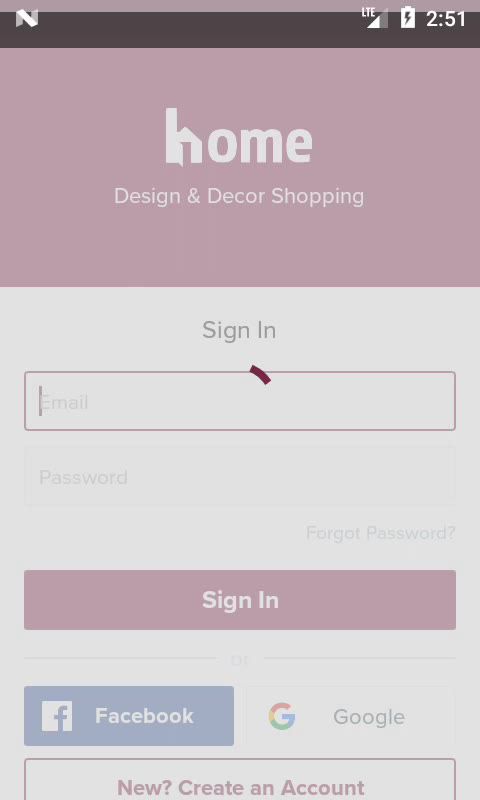 LTE 2:51
home
Design & Decor Shopping
Sign In
Email
Password
Forgot Password?
Sign In
or
Facebook
Google
New? Create an Account